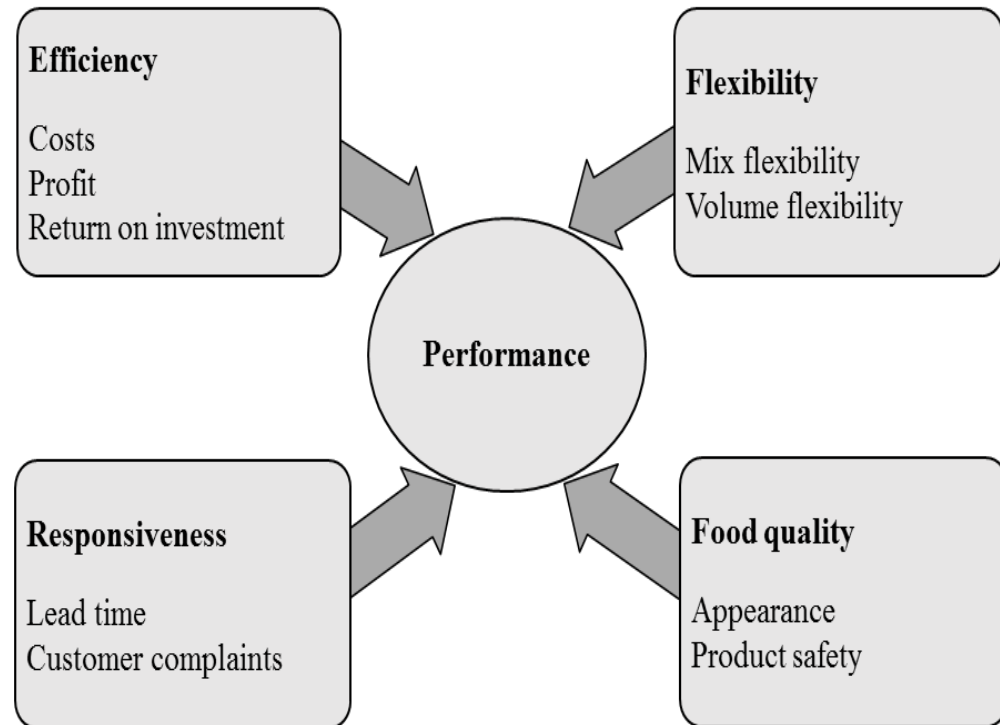 Efficiency
Costs
Profit
Return on investment
Flexibility
Mix flexibility
Volume flexibility
Performance
Responsiveness
Lead time
Customer complaints
Food quality
Appearance
Product safety